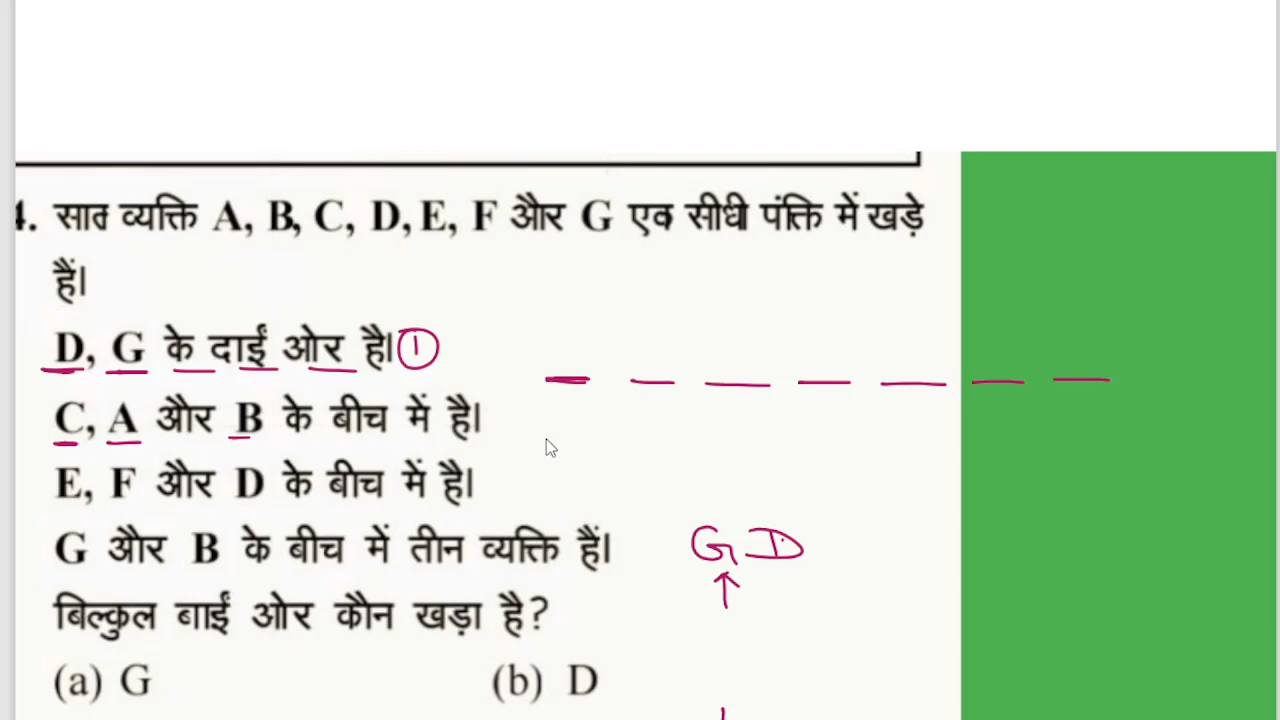 4. सात व्यक्ति A, B, C, D, E, F और G एक सीधी पंक्ति में खड़े
हैं।
D, G के दाईं ओर है। 1
C, A और B के बीच में है।
E, F और D के बीच में है।
G और B के बीच में तीन व्यक्ति हैं।
G D
बिल्कुल बाईं ओर कौन खड़ा है?
(a) G (b) D